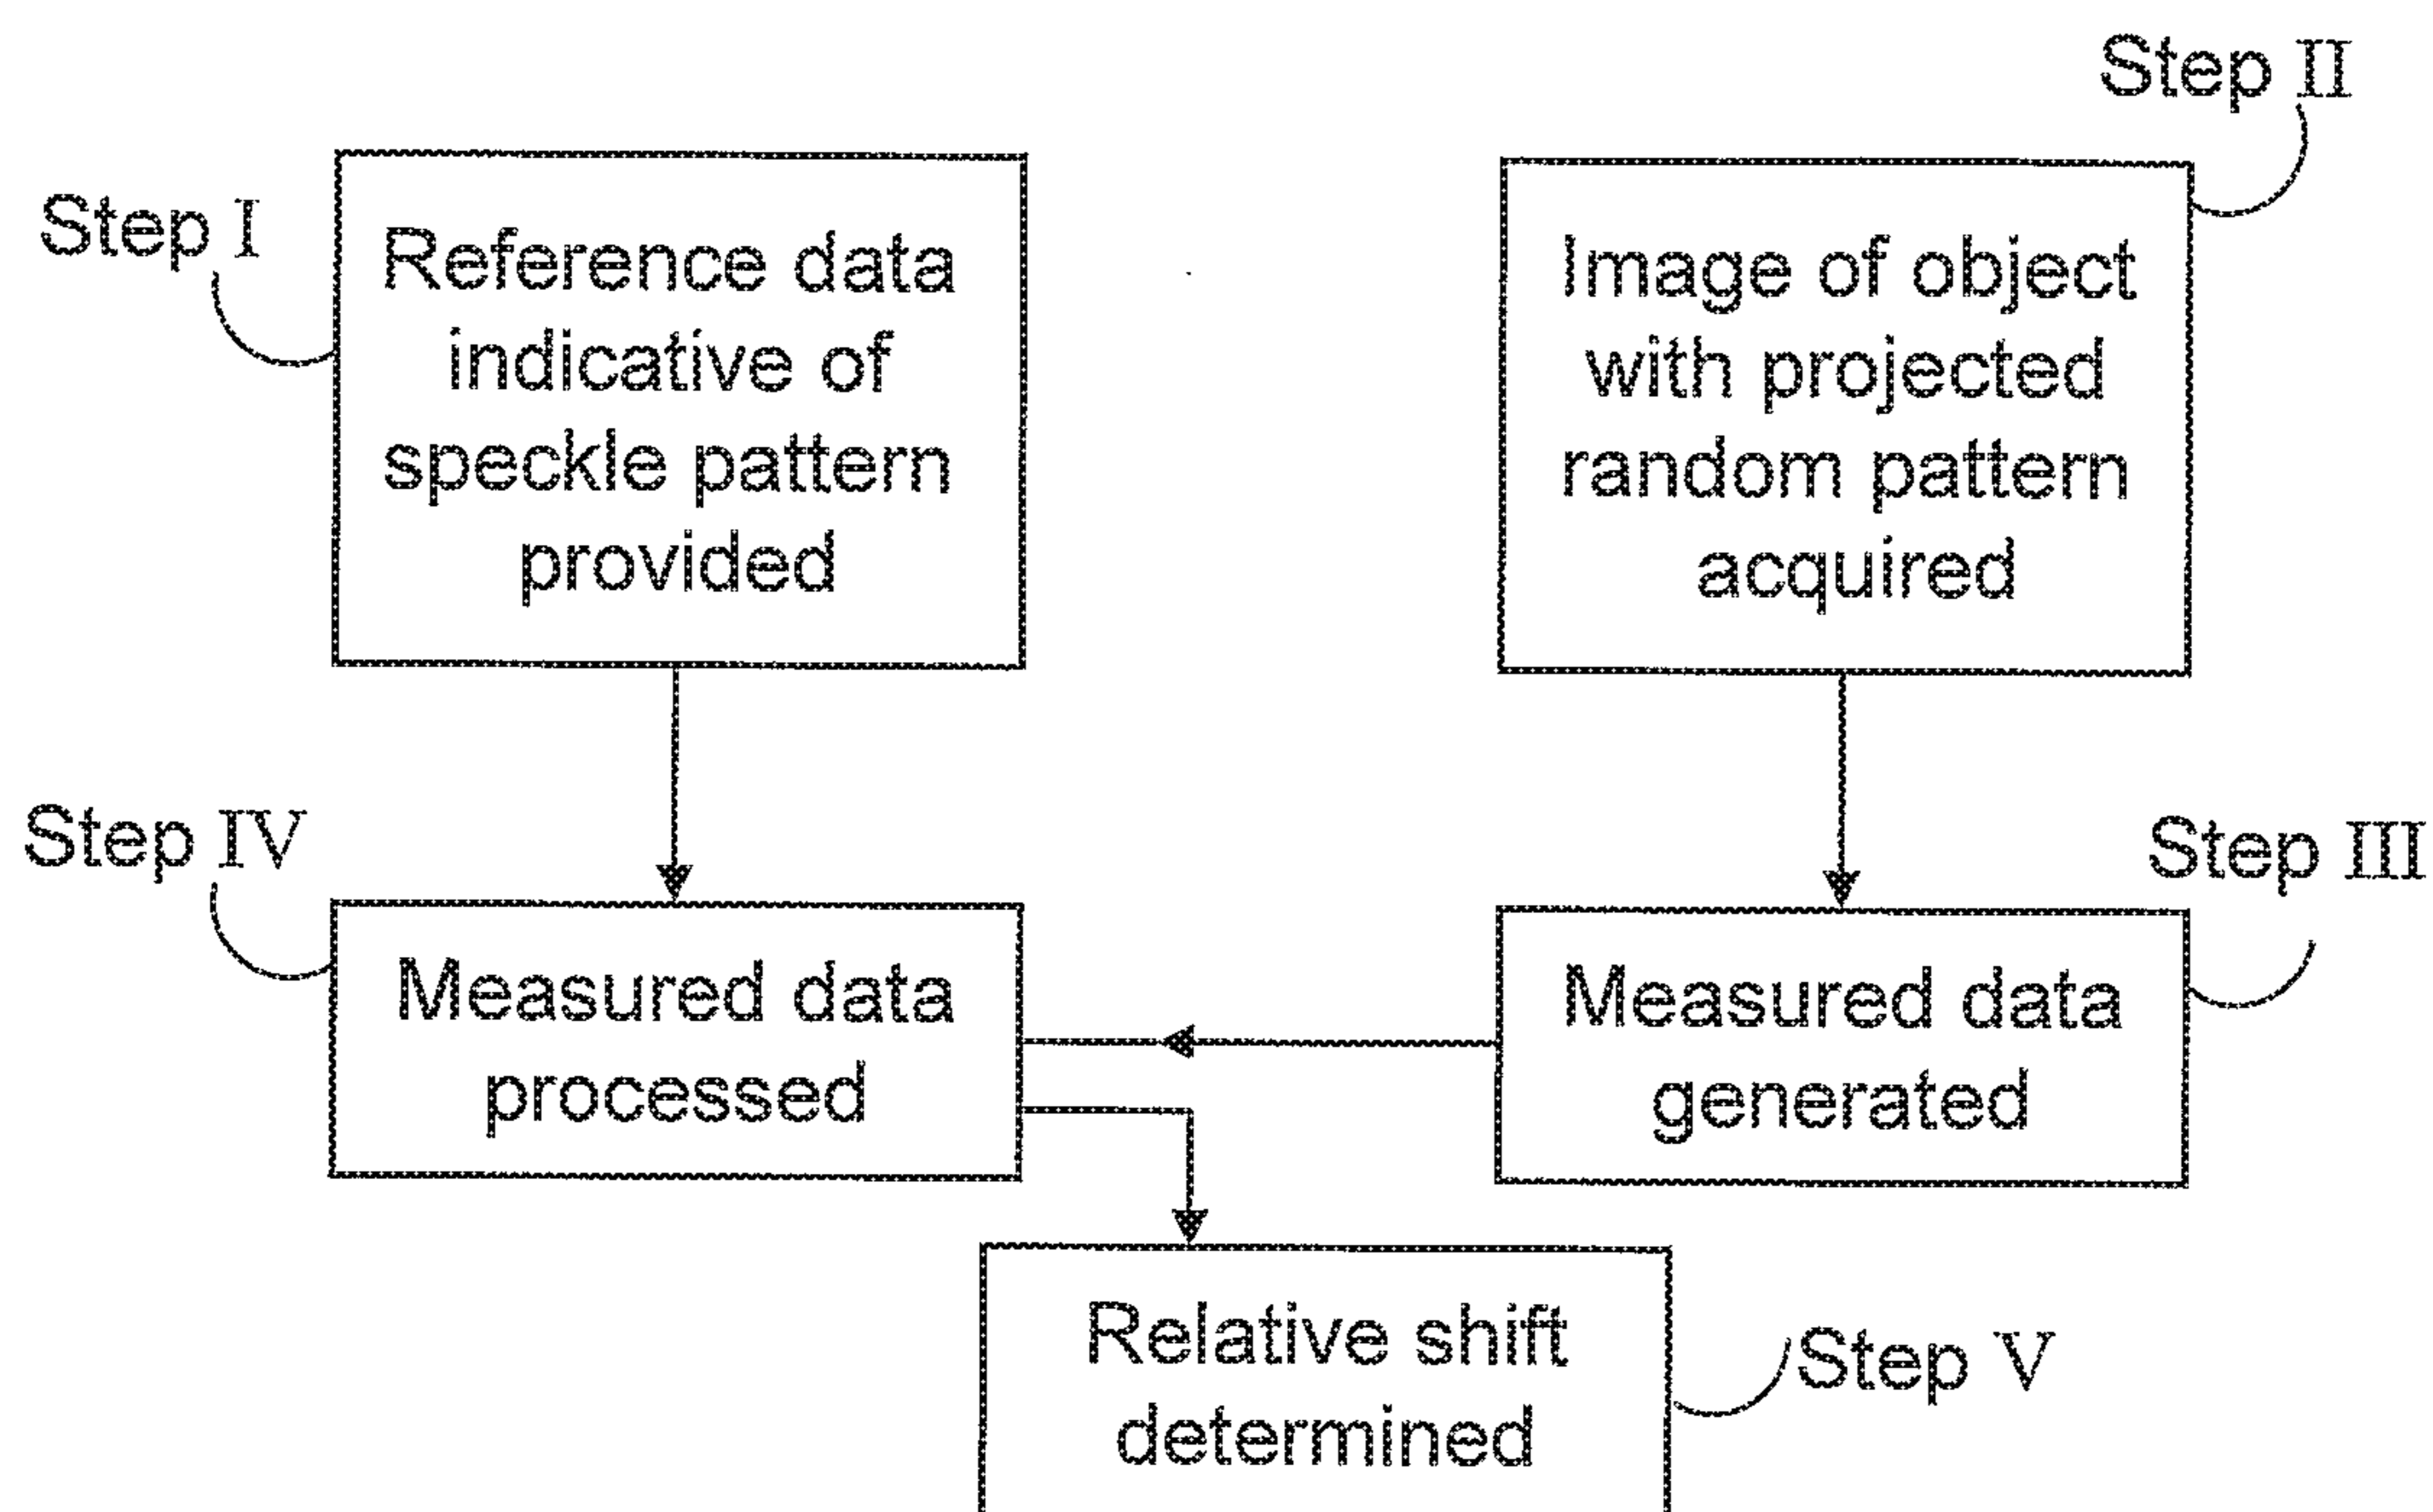 Step I
Reference data
indicative of
speckle pattern
provided
Step II
Image of object
with projected
random pattern
acquired
Step IV
Measured data
processed
Step III
Measured data
generated
Relative shift
determined
Step V